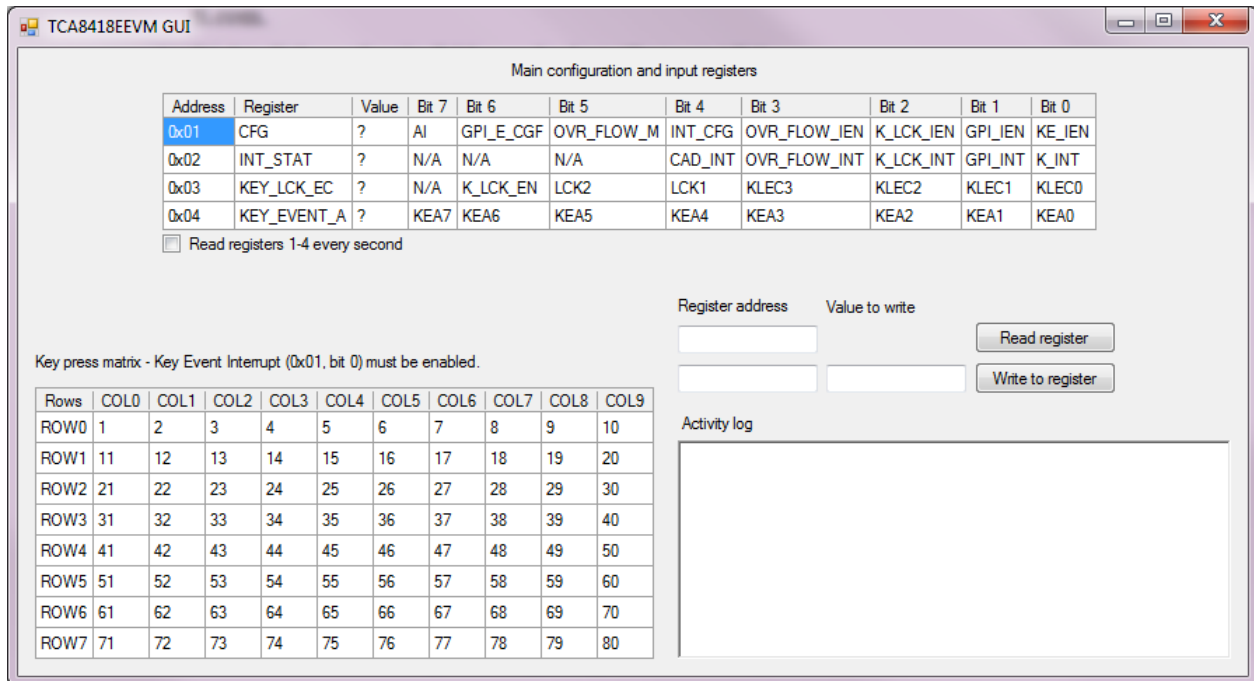 TCA8418EEVM GUI
Main configuration and input registers
Address Register Value Bit 7 Bit 6 Bit 5 Bit 4 Bit 3 Bit 2 Bit 1 Bit 0
0x01 CFG ? AI GPI_E_CGF OVR_FLOW_M INT_CFG OVR_FLOW_IEN K_LCK_IEN GPI_IEN KE_IEN
0x02 INT_STAT ? N/A N/A N/A CAD_INT OVR_FLOW_INT K_LCK_INT GPI_INT K_INT
0x03 KEY_LCK_EC ? N/A K_LCK_EN LCK2 LCK1 KLEC3 KLEC2 KLEC1 KLEC0
0x04 KEY_EVENT_A ? KEA7 KEA6 KEA5 KEA4 KEA3 KEA2 KEA1 KEA0
Read registers 1-4 every second
Register address Value to write
Read register
Write to register
Key press matrix - Key Event Interrupt (0x01, bit 0) must be enabled.
Rows COL0 COL1 COL2 COL3 COL4 COL5 COL6 COL7 COL8 COL9
ROW0 1 2 3 4 5 6 7 8 9 10
ROW1 11 12 13 14 15 16 17 18 19 20
ROW2 21 22 23 24 25 26 27 28 29 30
ROW3 31 32 33 34 35 36 37 38 39 40
ROW4 41 42 43 44 45 46 47 48 49 50
ROW5 51 52 53 54 55 56 57 58 59 60
ROW6 61 62 63 64 65 66 67 68 69 70
ROW7 71 72 73 74 75 76 77 78 79 80
Activity log